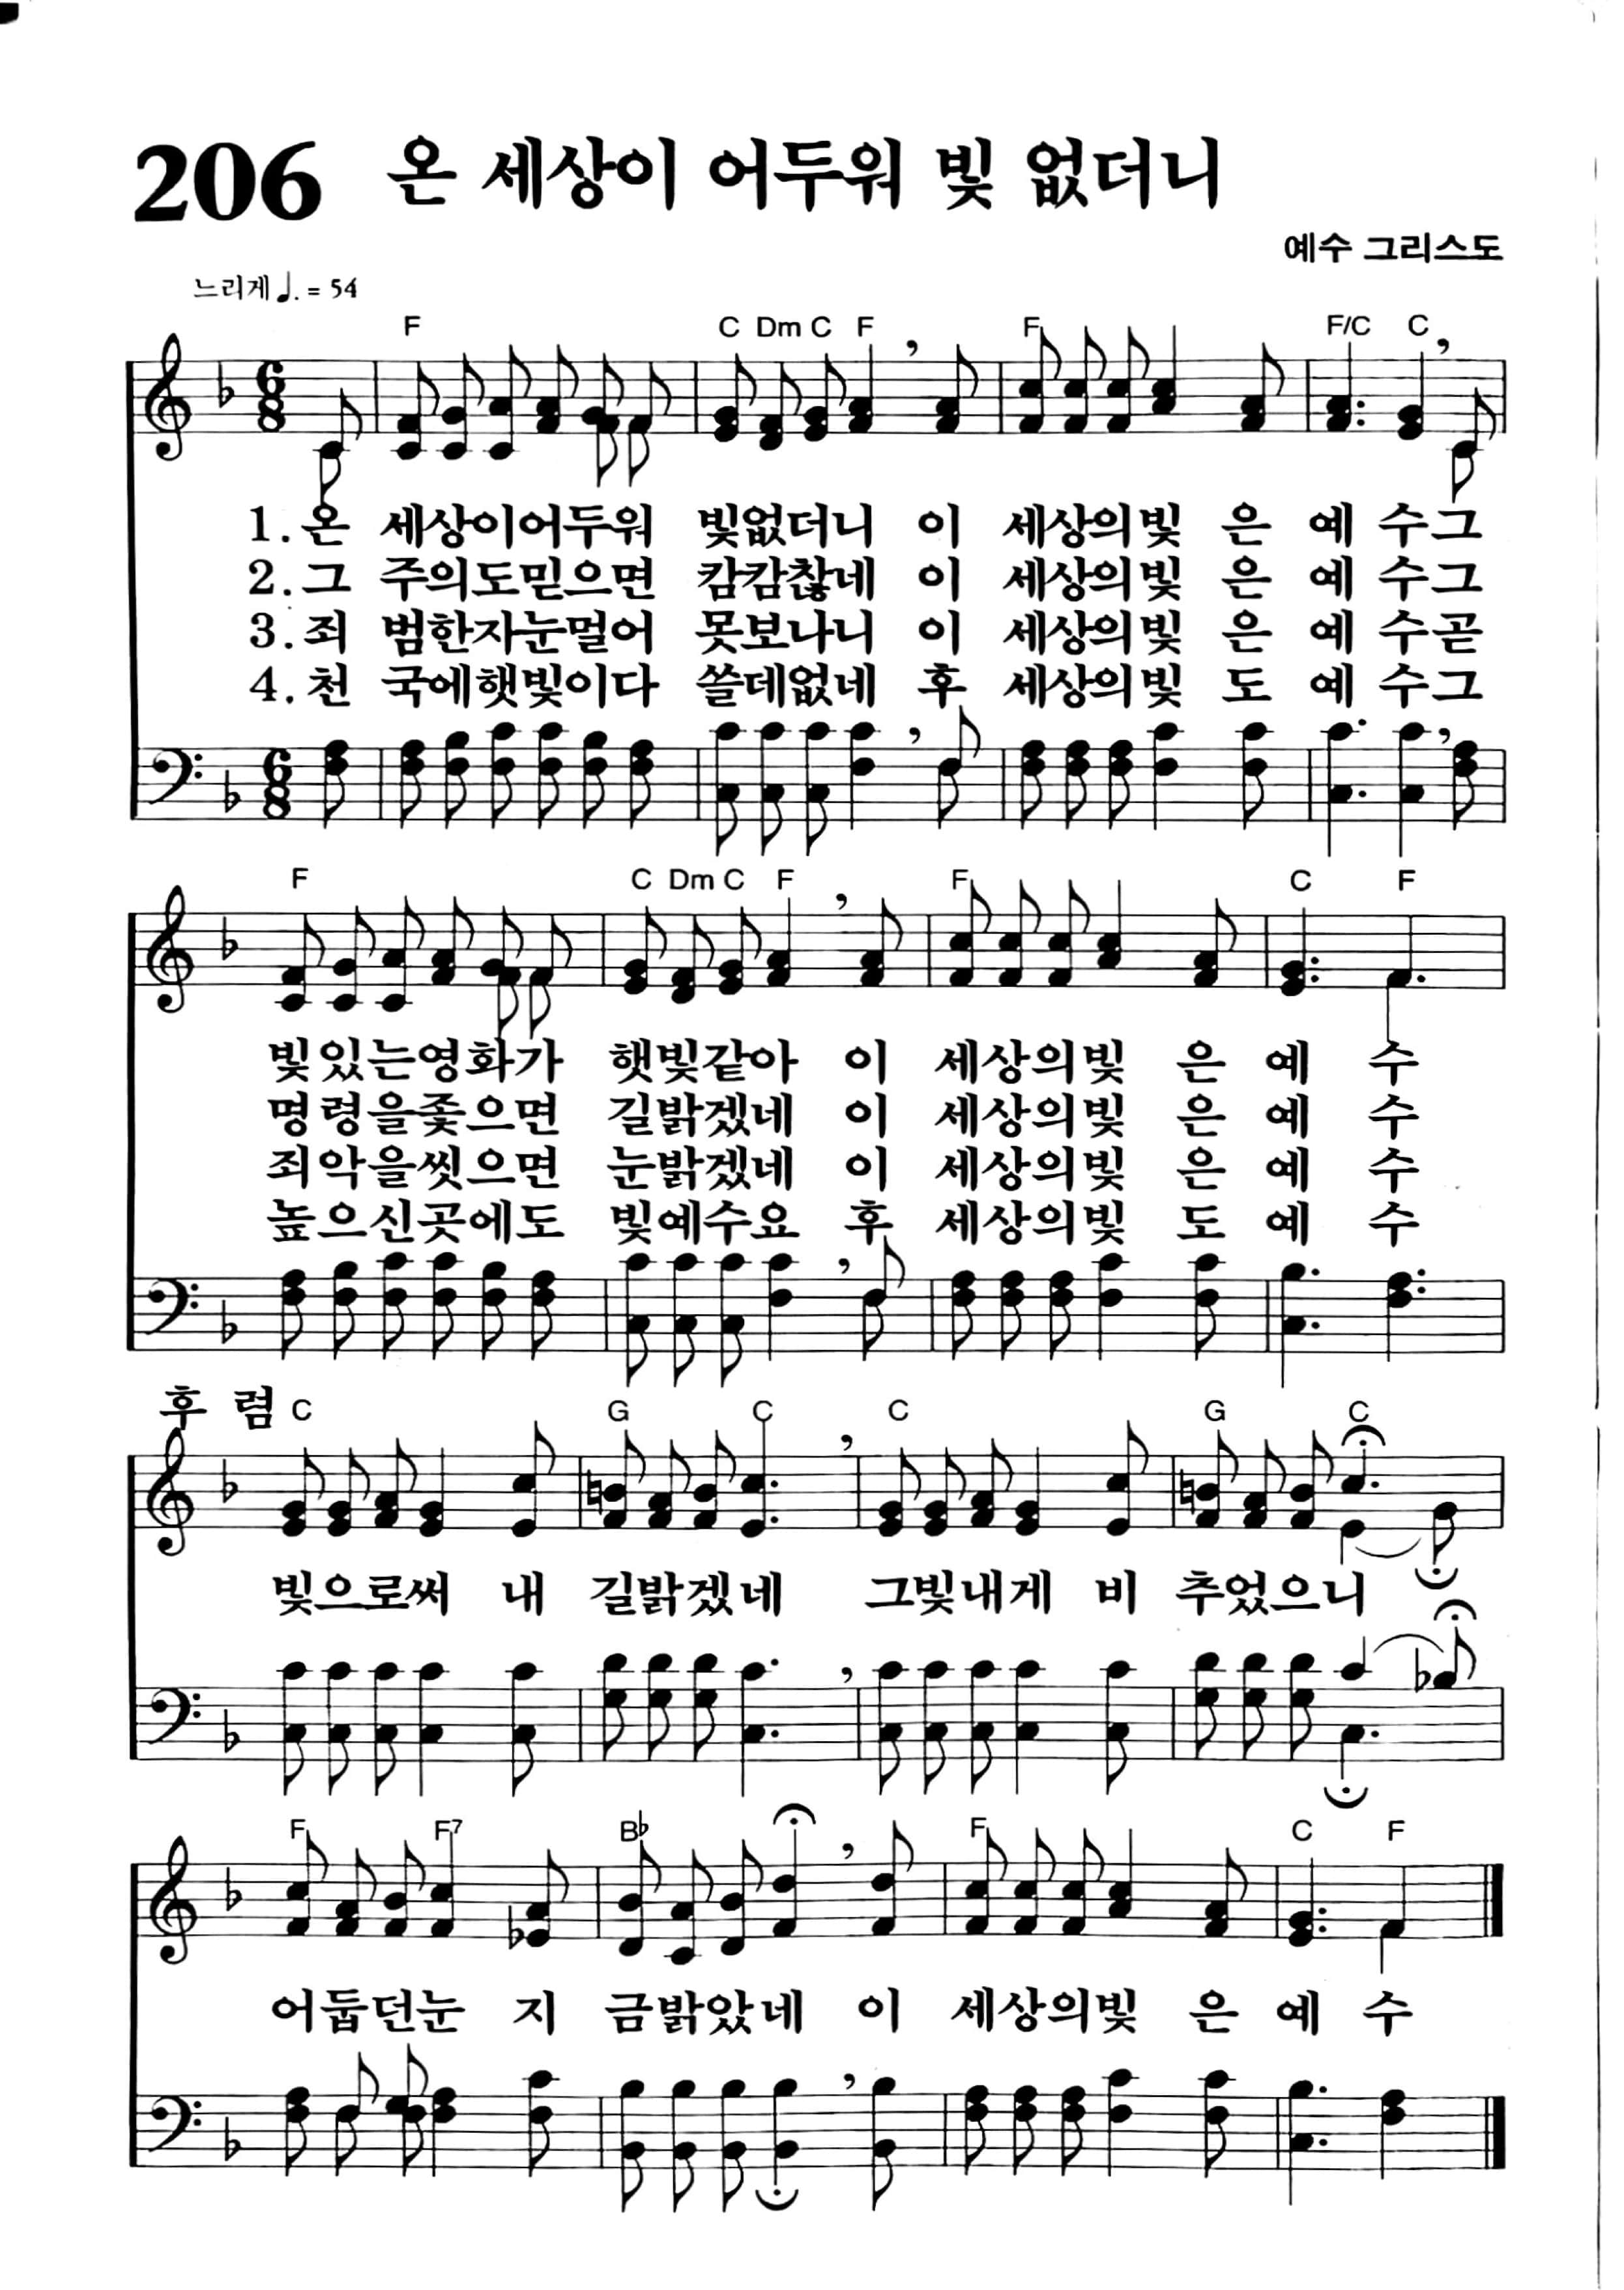 206 온 세상이 어두워 빛 없더니
예수 그리스도
느리게 ♩. = 54
F C Dm C F F F/C C
6 8
1. 온 세상이어두워 빛없더니 이 세상의빛 은 예 수그
2. 그 주의도믿으면 캄캄찮네 이 세상의빛 은 예 수그
3. 죄 범한자눈멀어 못보나니 이 세상의빛 은 예 수곧
4. 천 국에햇빛이다 쓸데없네 후 세상의빛 도 예 수그
6 8
F C Dm C F F C F
빛있는영화가 햇빛같아 이 세상의빛 은 예 수
명령을좇으면 길밝겠네 이 세상의빛 은 예 수
죄악을씻으면 눈밝겠네 이 세상의빛 은 예 수
높으신곳에도 빛예수요 후 세상의빛 도 예 수
후 렴 C G C C G C
빛으로써 내 길밝겠네 그빛내게 비 추었으니
F F7 B♭ F C F
어둡던눈 지 금밝았네 이 세상의빛 은 예 수